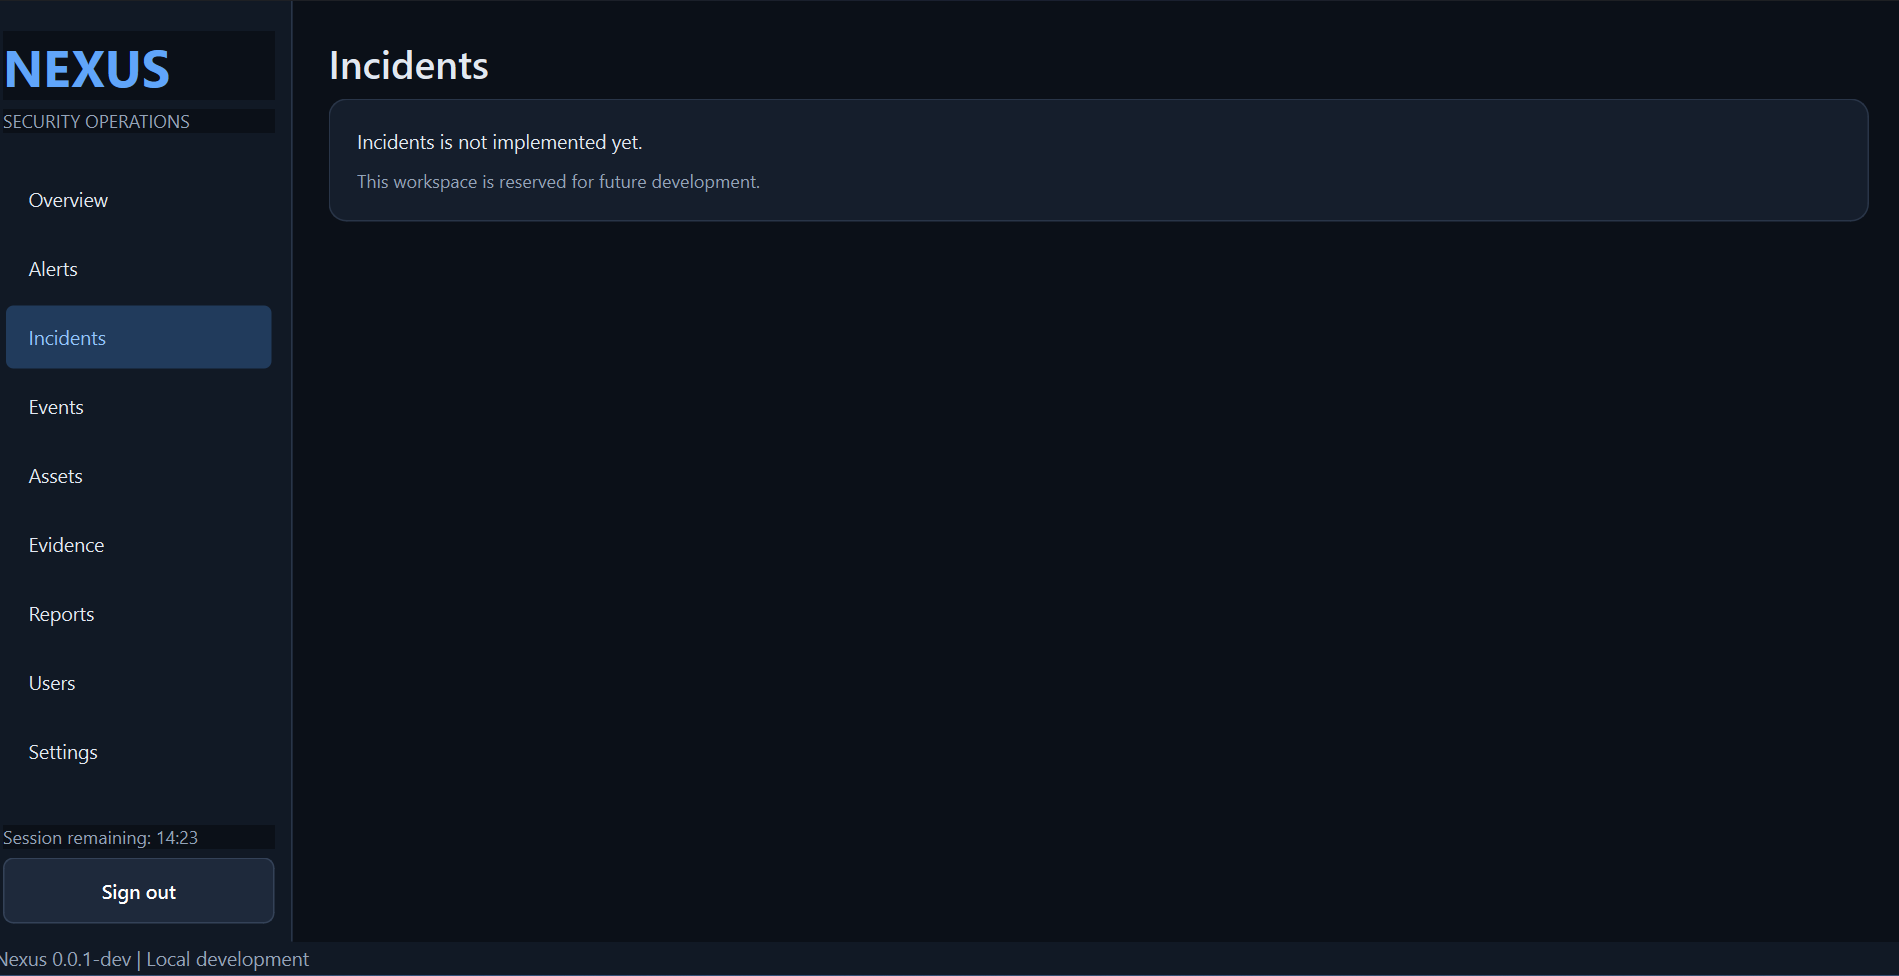 NEXUS
SECURITY OPERATIONS
Overview
Alerts
Incidents
Events
Assets
Evidence
Reports
Users
Settings
Session remaining: 14:23
Sign out
Incidents
Incidents is not implemented yet.
This workspace is reserved for future development.
Nexus 0.0.1-dev | Local development